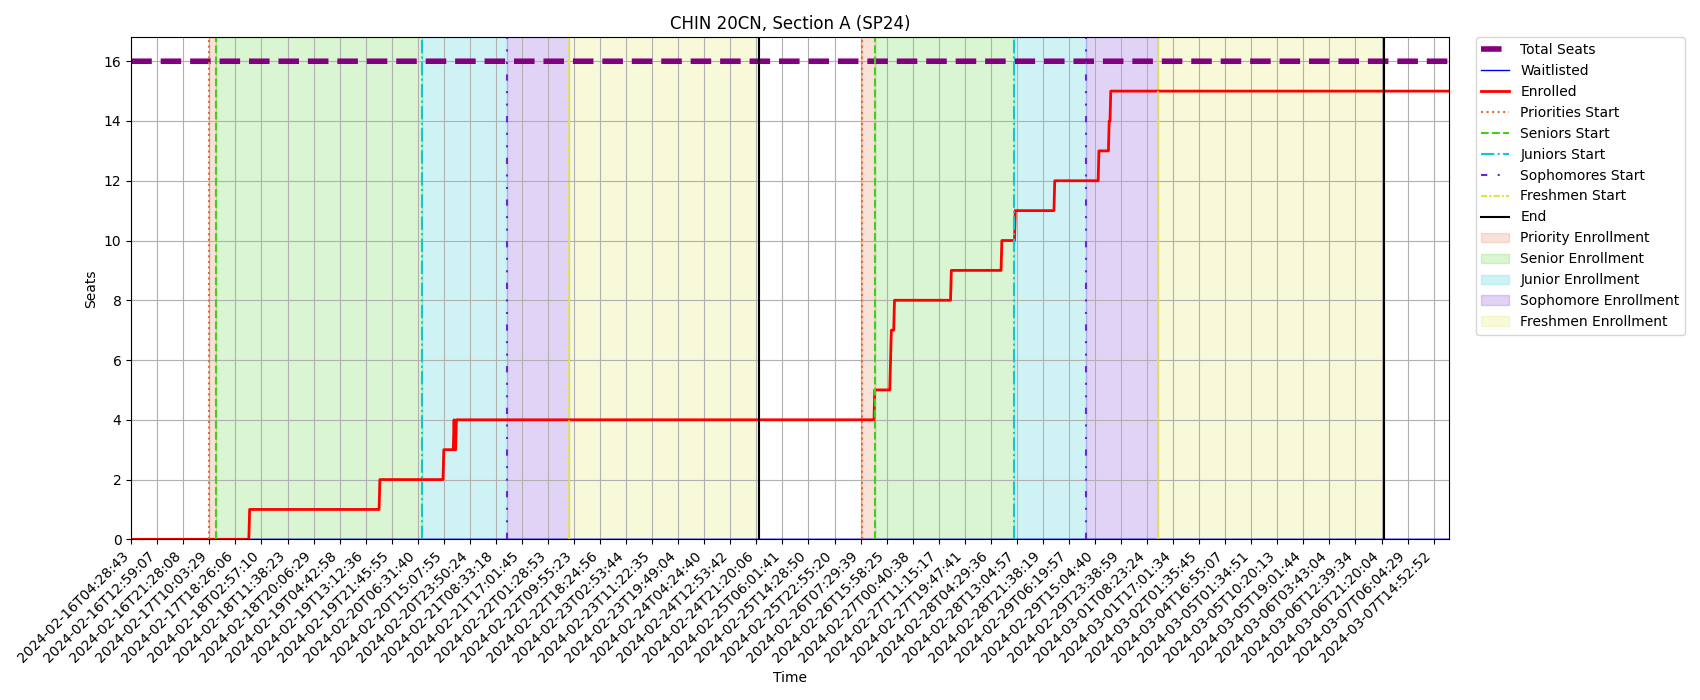 CHIN 20CN, Section A (SP24)
Seats
16
14
12
10
8
6
4
2
0
2024-02-16T04:28:43
2024-02-16T12:59:07
2024-02-16T21:28:08
2024-02-17T10:03:29
2024-02-17T18:26:06
2024-02-18T02:57:10
2024-02-18T11:38:23
2024-02-18T20:06:29
2024-02-19T04:42:58
2024-02-19T13:12:36
2024-02-19T21:45:55
2024-02-20T06:31:40
2024-02-20T15:07:55
2024-02-20T23:50:24
2024-02-21T08:33:18
2024-02-21T17:01:45
2024-02-22T01:28:53
2024-02-22T09:55:23
2024-02-22T18:24:56
2024-02-23T02:53:44
2024-02-23T11:22:35
2024-02-23T19:49:04
2024-02-24T04:24:40
2024-02-24T12:53:42
2024-02-24T21:20:06
2024-02-25T06:01:41
2024-02-25T14:28:50
2024-02-25T22:55:20
2024-02-26T07:29:39
2024-02-26T15:58:25
2024-02-27T00:40:38
2024-02-27T11:15:17
2024-02-27T19:47:41
2024-02-28T04:29:36
2024-02-28T13:04:57
2024-02-28T21:38:19
2024-02-29T06:19:57
2024-02-29T15:04:40
2024-02-29T23:38:59
2024-03-01T08:23:24
2024-03-01T17:01:34
2024-03-02T01:35:45
2024-03-04T16:55:07
2024-03-05T01:34:51
2024-03-05T10:20:13
2024-03-05T19:01:44
2024-03-06T03:43:04
2024-03-06T12:39:34
2024-03-06T21:20:04
2024-03-07T06:04:29
2024-03-07T14:52:52
Time
Total Seats
Waitlisted
Enrolled
Priorities Start
Seniors Start
Juniors Start
Sophomores Start
Freshmen Start
End
Priority Enrollment
Senior Enrollment
Junior Enrollment
Sophomore Enrollment
Freshmen Enrollment